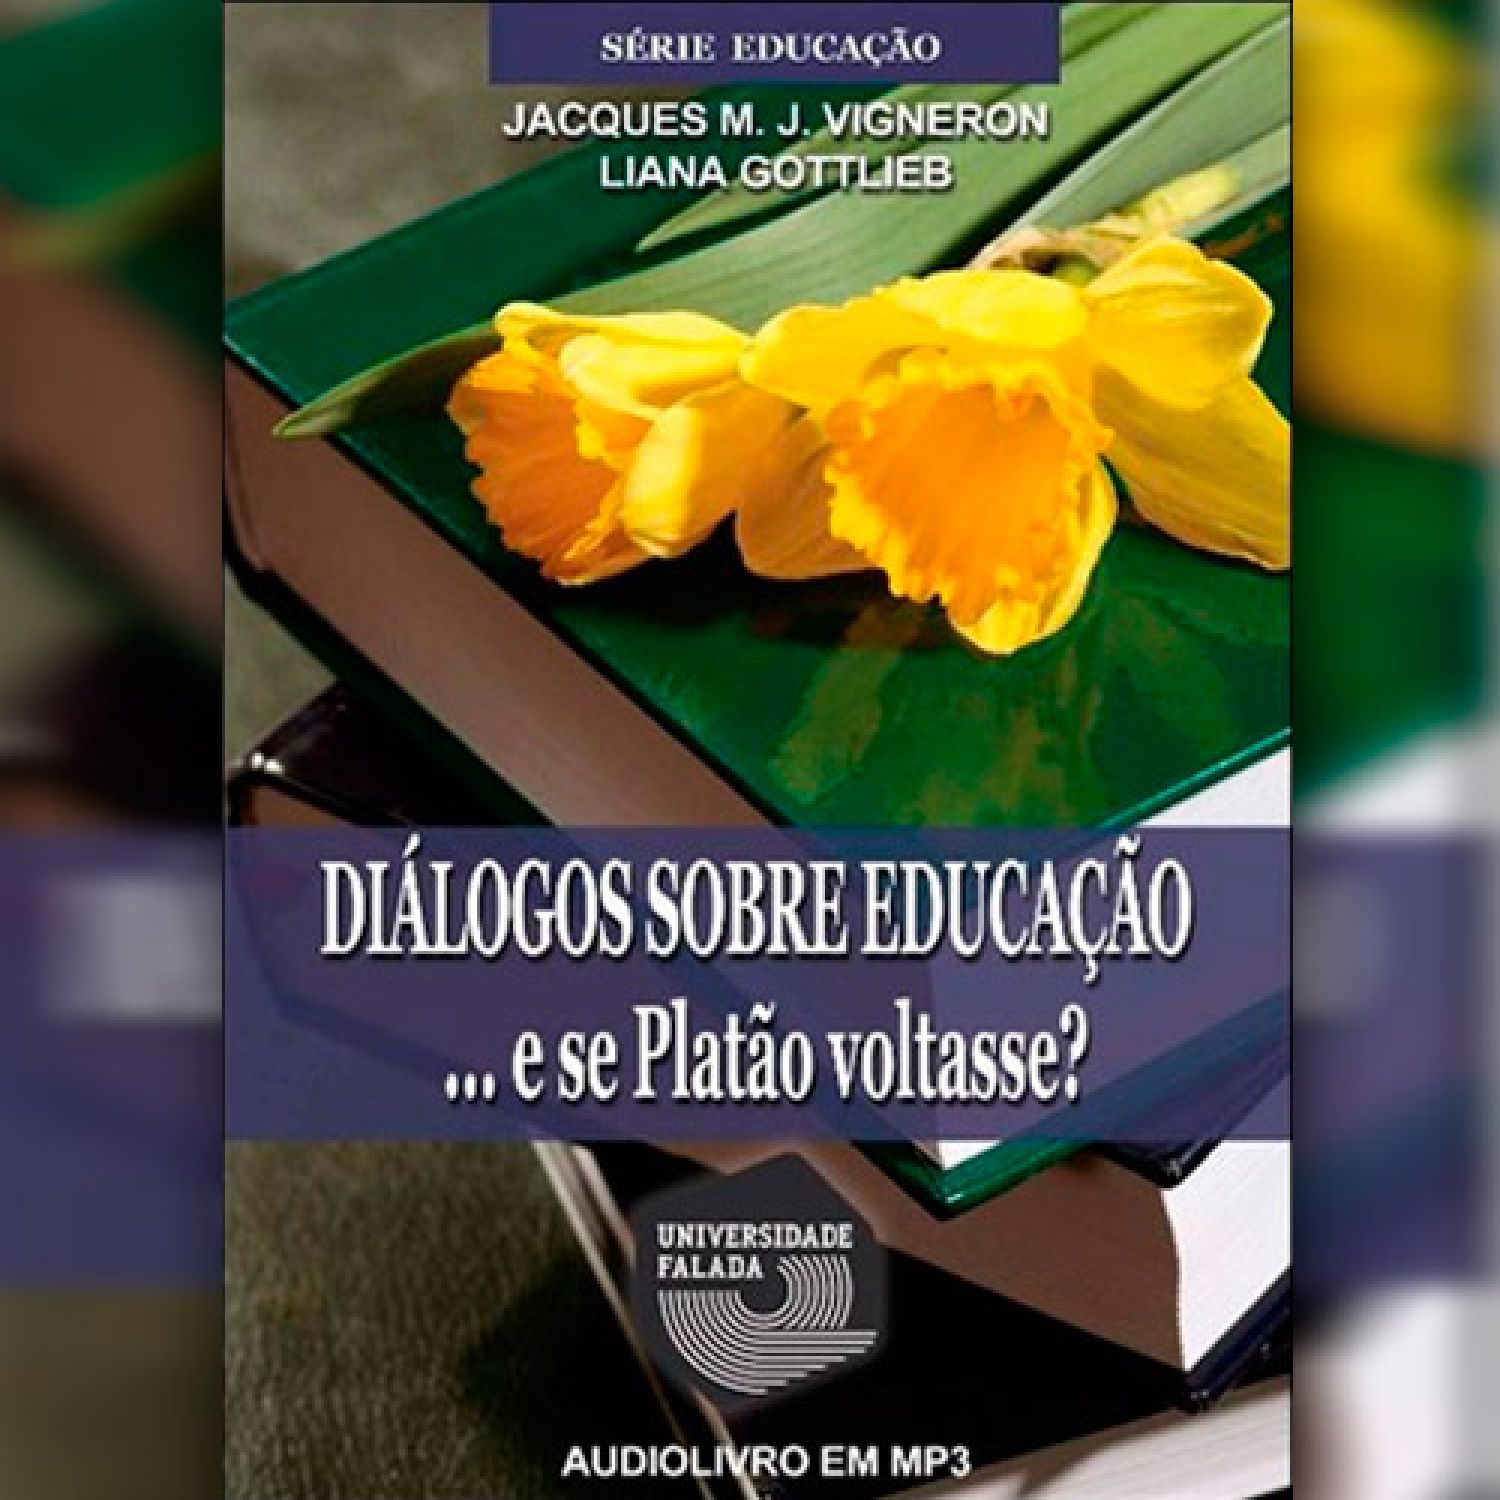 SÉRIE EDUCAÇÃO
JACQUES M. J. VIGNERON
LIANA GOTTLIEB
DIÁLOGOS SOBRE EDUCAÇÃO
... e se Platão voltasse?
UNIVERSIDADE
FALADA
AUDIOLIVRO EM MP3